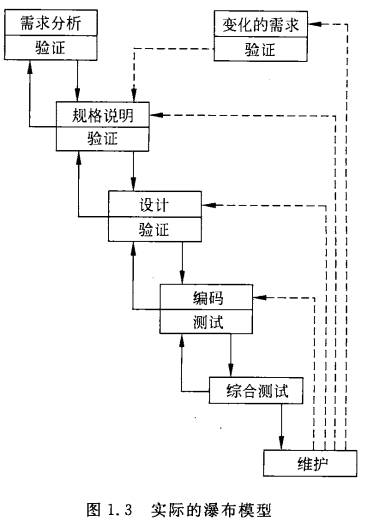 需求分析
验证
变化的需求
验证
规格说明
验证
设计
验证
编码
测试
综合测试
维护
图 1.3 实际的瀑布模型